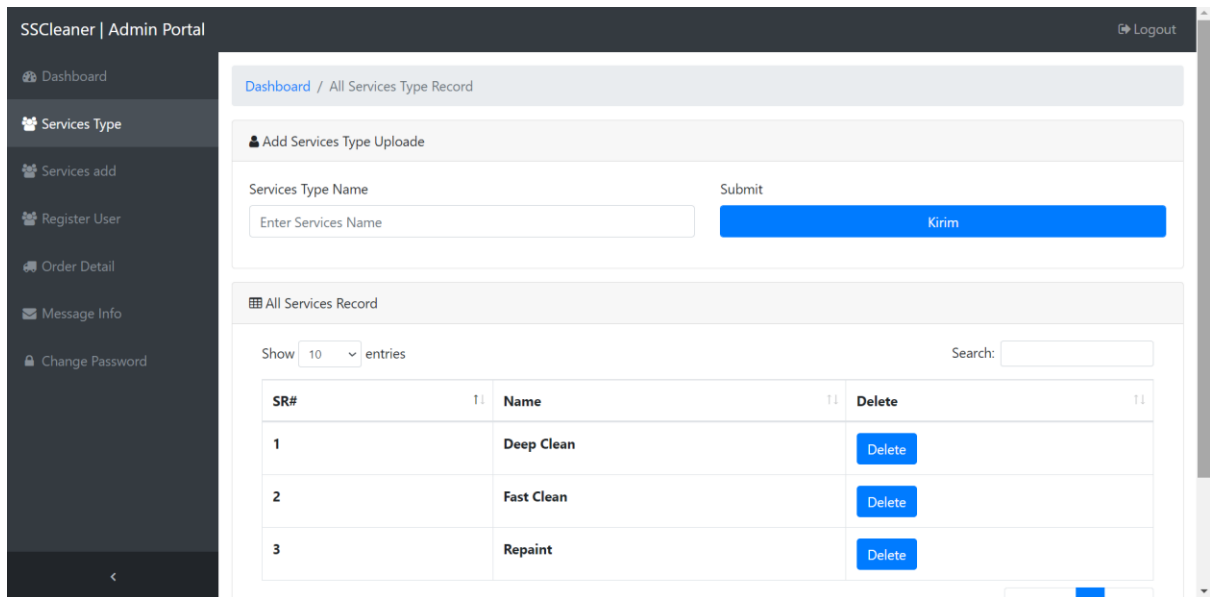 SSCleaner | Admin Portal
Logout
Dashboard
Services Type
Services add
Register User
Order Detail
Message Info
Change Password
Dashboard / All Services Type Record
Add Services Type Uploade
Services Type Name
Submit
Enter Services Name
Kirim
All Services Record
Show 10 entries
Search:
SR# Name Delete
1 Deep Clean Delete
2 Fast Clean Delete
3 Repaint Delete